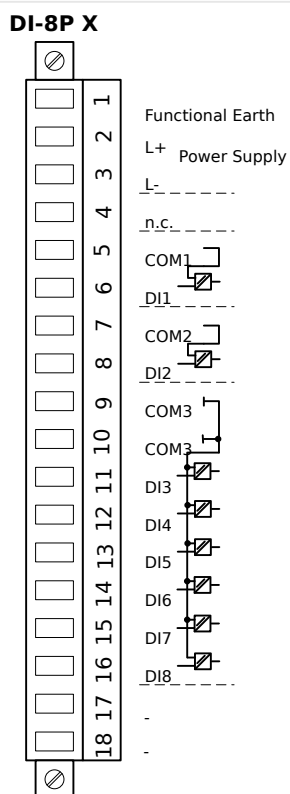 DI-8P X
1
Functional Earth
2
L+ Power Supply
3
L-
4
n.c.
5
COM1
6
DI1
7
COM2
8
DI2
9
COM3
10
COM3
11
DI3
12
DI4
13
DI5
14
DI6
15
DI7
16
DI8
17
-
18
-